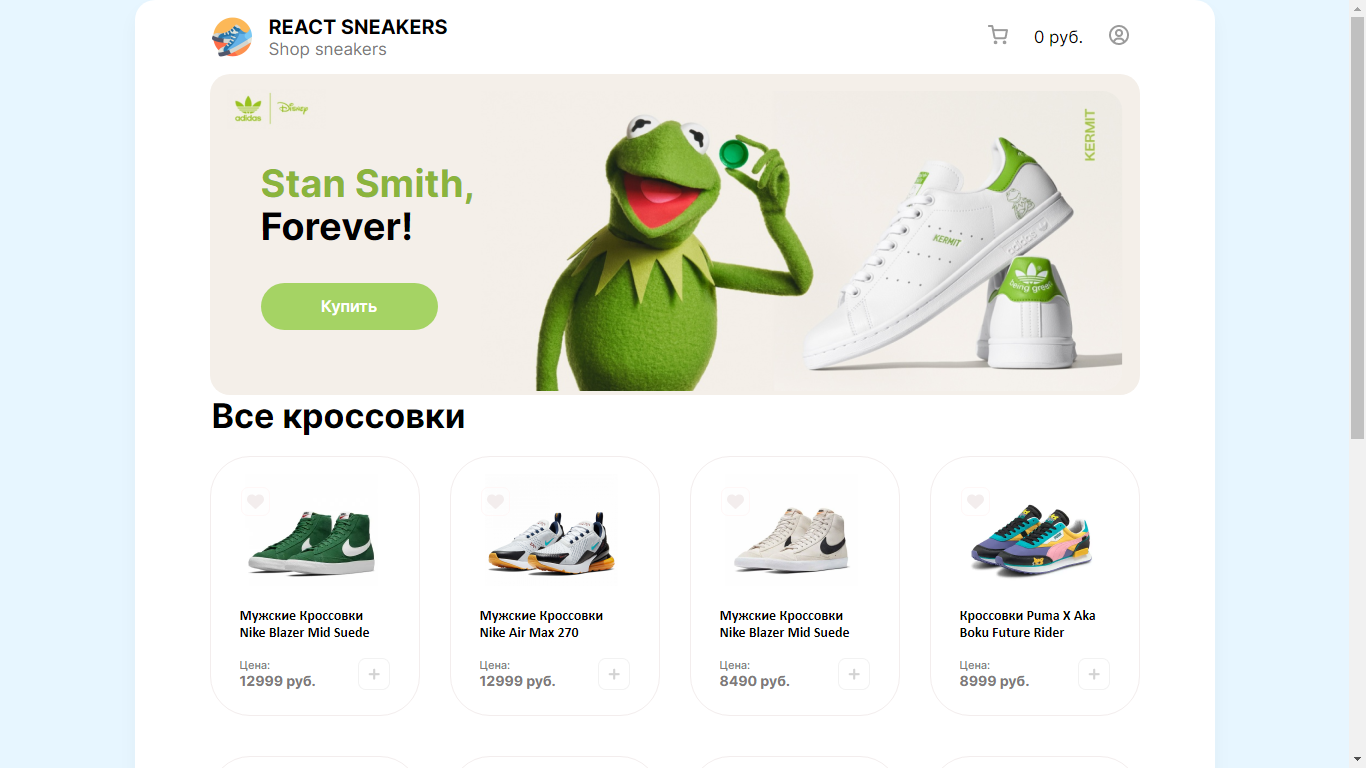 REACT SNEAKERS
Shop sneakers
0 руб.
adidas
Disney
KERMIT
Stan Smith,
Forever!
KERMIT
being green
Купить
Все кроссовки
Мужские Кроссовки
Nike Blazer Mid Suede
Цена:
12999 руб.
Мужские Кроссовки
Nike Air Max 270
Цена:
12999 руб.
Мужские Кроссовки
Nike Blazer Mid Suede
Цена:
8490 руб.
Кроссовки Puma X Aka
Boku Future Rider
Цена:
8999 руб.